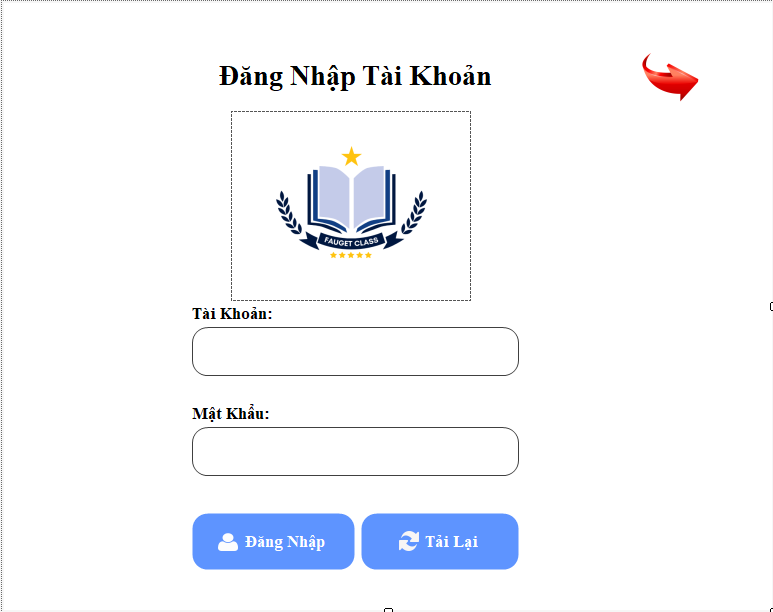 Đăng Nhập Tài Khoản
FAUGET CLASS
Tài Khoản:
Mật Khẩu:
Đăng Nhập
Tải Lại